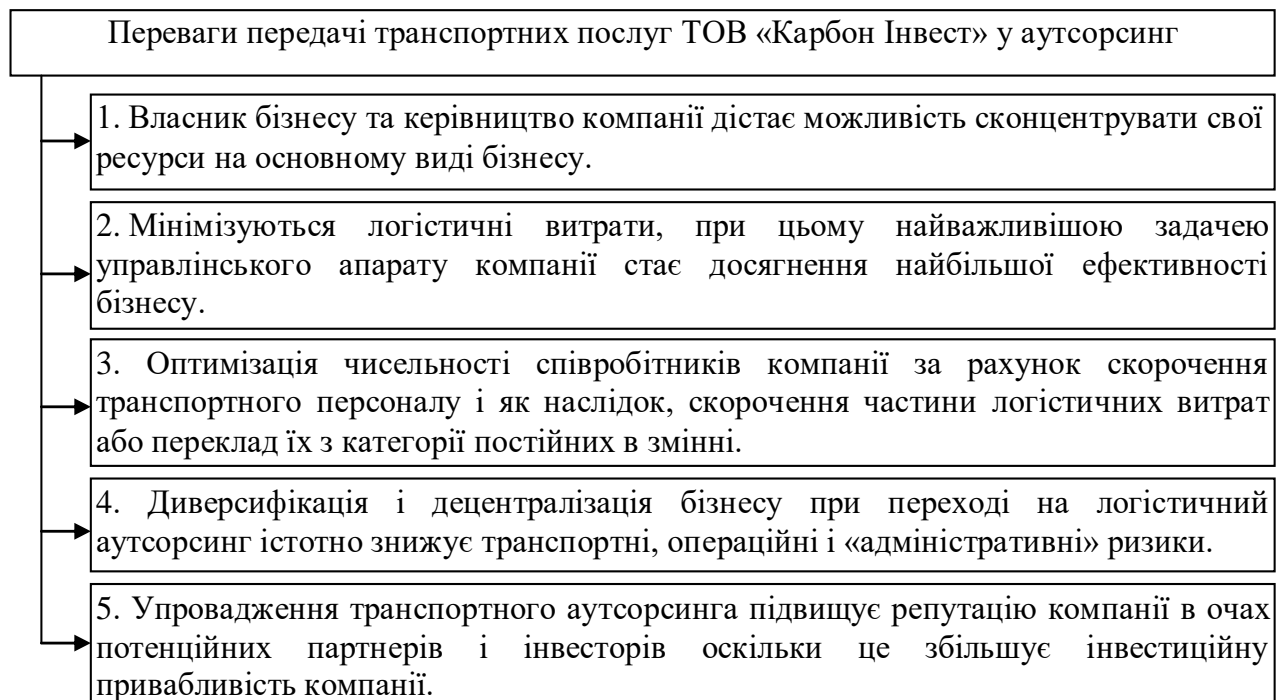 Переваги передачі транспортних послуг ТОВ «Карбон Інвест» у аутсорсинг
1. Власник бізнесу та керівництво компанії дістає можливість сконцентрувати свої
ресурси на основному виді бізнесу.
2. Мінімізуються логістичні витрати, при цьому найважливішою задачею
управлінського апарату компанії стає досягнення найбільшої ефективності
бізнесу.
3. Оптимізація чисельності співробітників компанії за рахунок скорочення
транспортного персоналу і як наслідок, скорочення частини логістичних витрат
або переклад їх з категорії постійних в змінні.
4. Диверсифікація і децентралізація бізнесу при переході на логістичний
аутсорсинг істотно знижує транспортні, операційні і «адміністративні» ризики.
5. Упровадження транспортного аутсорсинга підвищує репутацію компанії в очах
потенційних партнерів і інвесторів оскільки це збільшує інвестиційну
привабливість компанії.